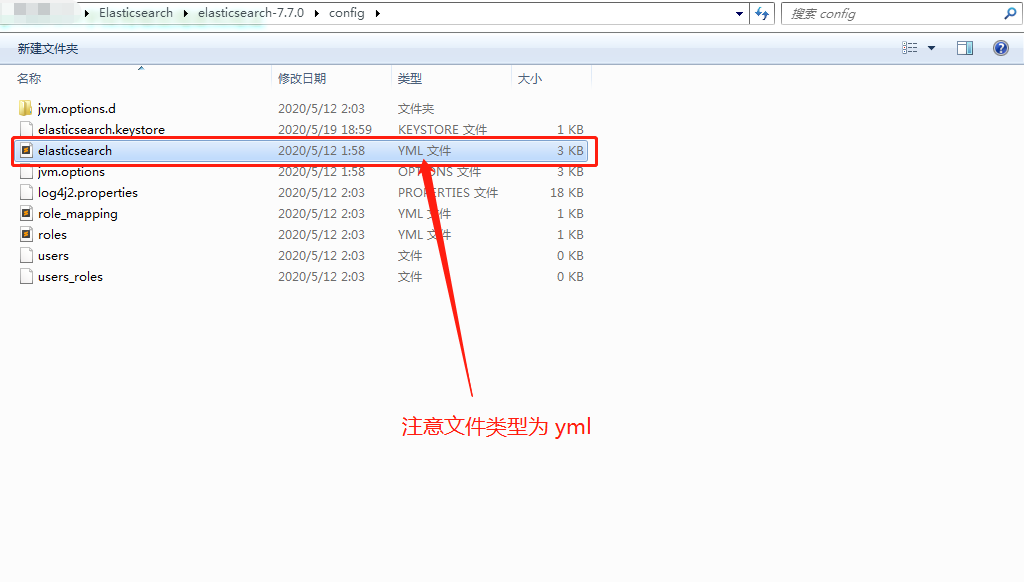 Elasticsearch elasticsearch-7.7.0 config 搜索 config
新建文件夹
名称 修改日期 类型 大小
jvm.options.d 2020/5/12 2:03 文件夹
elasticsearch.keystore 2020/5/19 18:59 KEYSTORE 文件 1 KB
elasticsearch 2020/5/12 1:58 YML 文件 3 KB
jvm.options 2020/5/12 1:58 OPTIONS 文件 3 KB
log4j2.properties 2020/5/12 2:03 PROPERTIES 文件 18 KB
role_mapping 2020/5/12 2:03 YML 文件 1 KB
roles 2020/5/12 2:03 YML 文件 1 KB
users 2020/5/12 2:03 文件 0 KB
users_roles 2020/5/12 2:03 文件 0 KB
注意文件类型为 yml